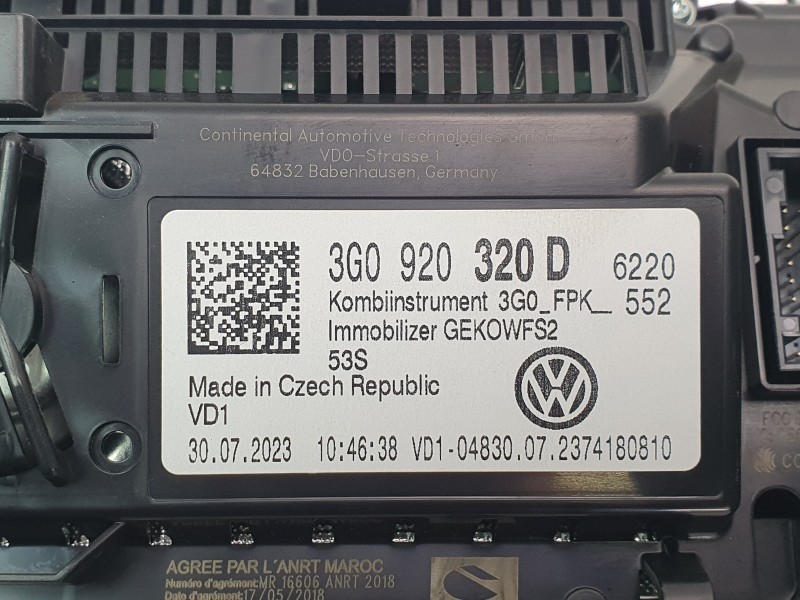 Continental Automotive Technologies GmbH
VDO-Strasse 1
64832 Babenhausen, Germany
3G0 920 320 D 6220
Kombiinstrument 3G0_FPK_ 552
Immobilizer GEKOWFS2
53S
Made in Czech Republic
VD1
30.07.2023 10:46:38 VD1-04830.07.2374180810
FCC
CO
AGREE PAR L'ANRT MAROC
Numéro d'agrément:MR 16606 ANRT 2018
Date d'agrément:17/05/2018